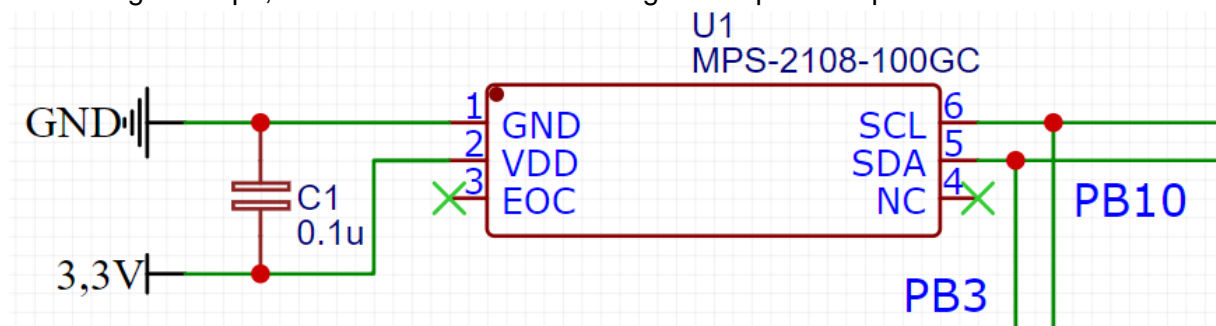 U1
MPS-2108-100GC
GND
1
GND
SCL
6
2
VDD
SDA
5
3
EOC
NC
4
C1
0.1u
PB10
3,3V
PB3